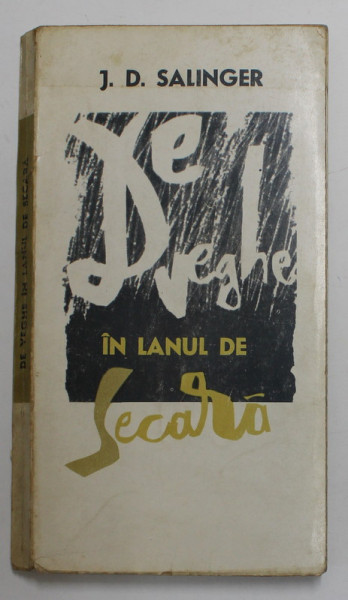 J. D. SALINGER
De
veghe
ÎN LANUL DE
Secară
DE VEGHE ÎN LANUL DE SECARĂ